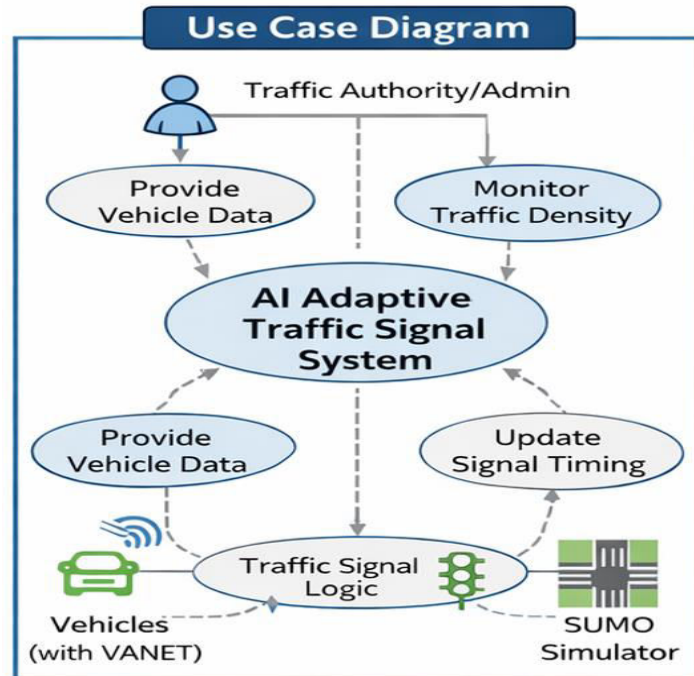 Use Case Diagram
Traffic Authority/Admin
Provide
Vehicle Data
Monitor
Traffic Density
AI Adaptive
Traffic Signal
System
Provide
Vehicle Data
Update
Signal Timing
Traffic Signal
Logic
Vehicles
(with VANET)
SUMO
Simulator